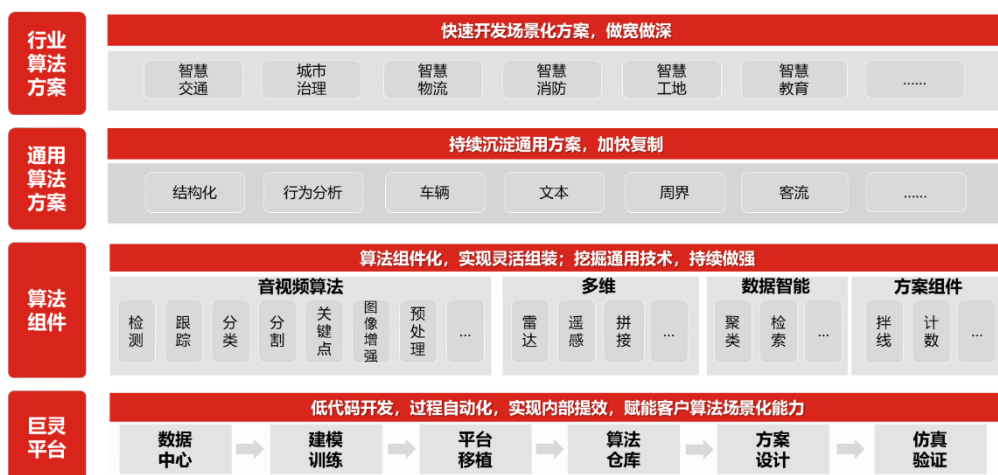 行业
算法
方案
快速开发场景化方案，做宽做深
智慧
交通
城市
治理
智慧
物流
智慧
消防
智慧
工地
智慧
教育
......
通用
算法
方案
持续沉淀通用方案，加快复制
结构化
行为分析
车辆
文本
周界
客流
......
算法
组件
算法组件化，实现灵活组装；挖掘通用技术，持续做强
音视频算法
检测
跟踪
分类
分割
关键点
图像增强
预处理
...
多维
雷达
遥感
拼接
...
数据智能
聚类
检索
...
方案组件
拌线
计数
...
巨灵
平台
低代码开发，过程自动化，实现内部提效，赋能客户算法场景化能力
数据
中心
建模
训练
平台
移植
算法
仓库
方案
设计
仿真
验证